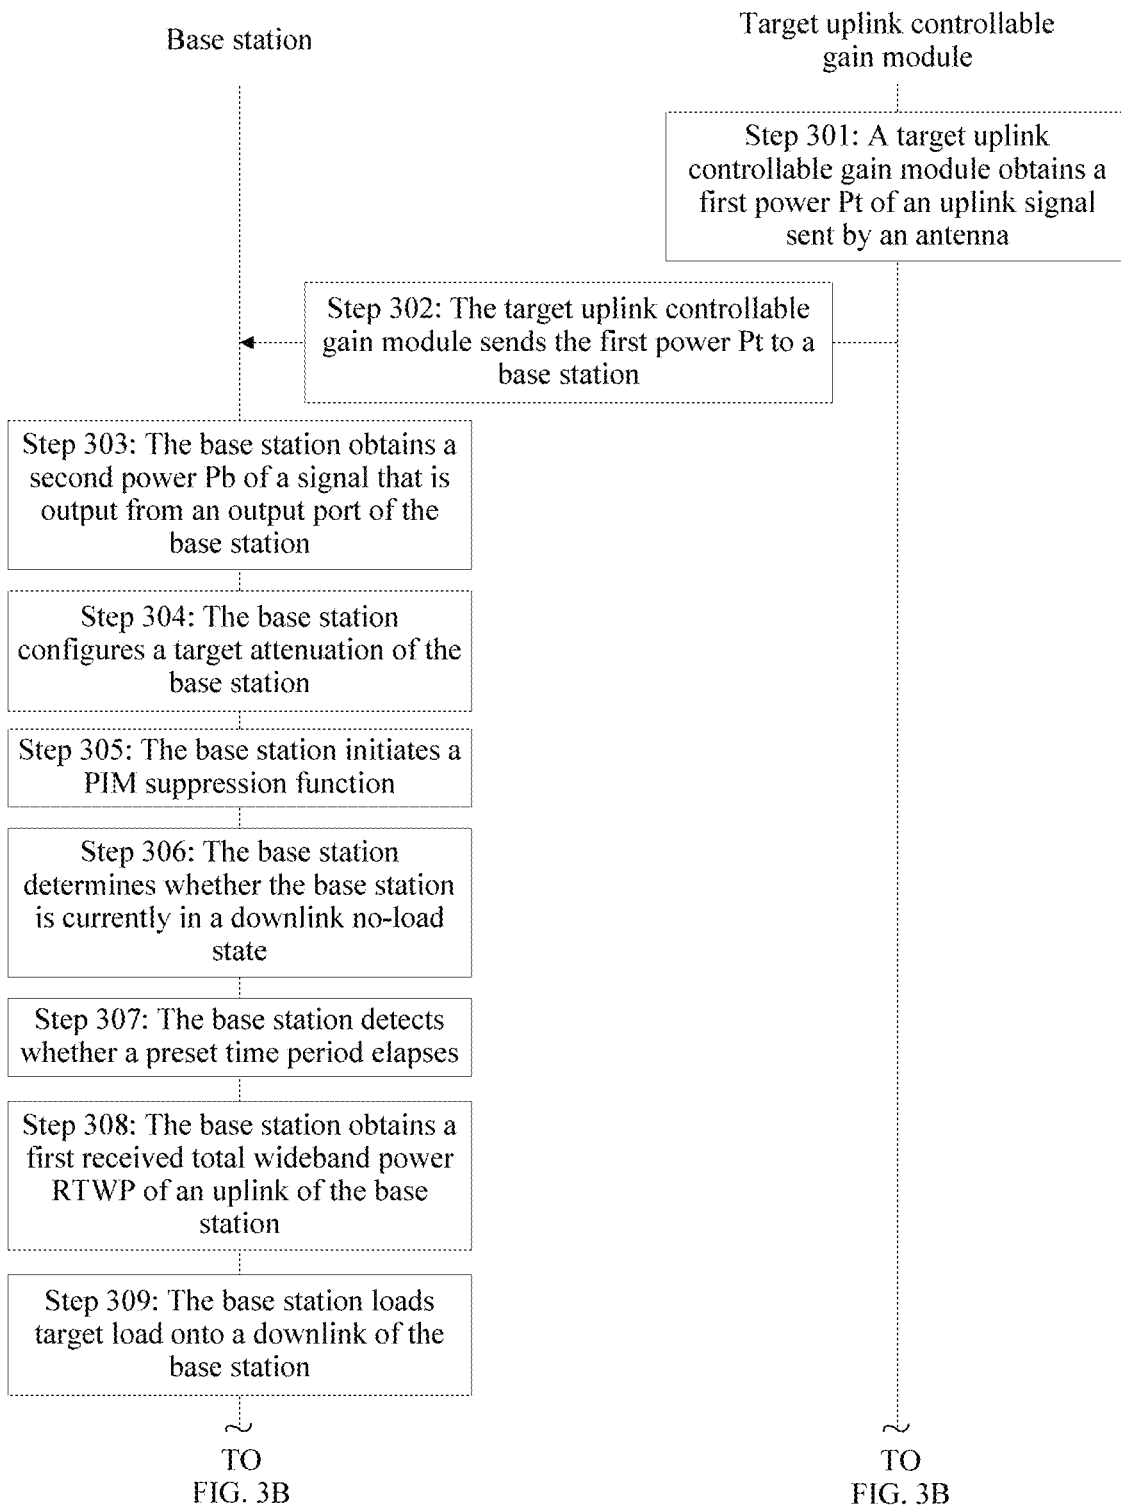 Base station
Target uplink controllable
gain module
Step 301: A target uplink
controllable gain module obtains a
first power Pt of an uplink signal
sent by an antenna
Step 302: The target uplink controllable
gain module sends the first power Pt to a
base station
Step 303: The base station obtains a
second power Pb of a signal that is
output from an output port of the
base station
Step 304: The base station
configures a target attenuation of the
base station
Step 305: The base station initiates a
PIM suppression function
Step 306: The base station
determines whether the base station
is currently in a downlink no-load
state
Step 307: The base station detects
whether a preset time period elapses
Step 308: The base station obtains a
first received total wideband power
RTWP of an uplink of the base
station
Step 309: The base station loads
target load onto a downlink of the
base station
TO
FIG. 3B
TO
FIG. 3B